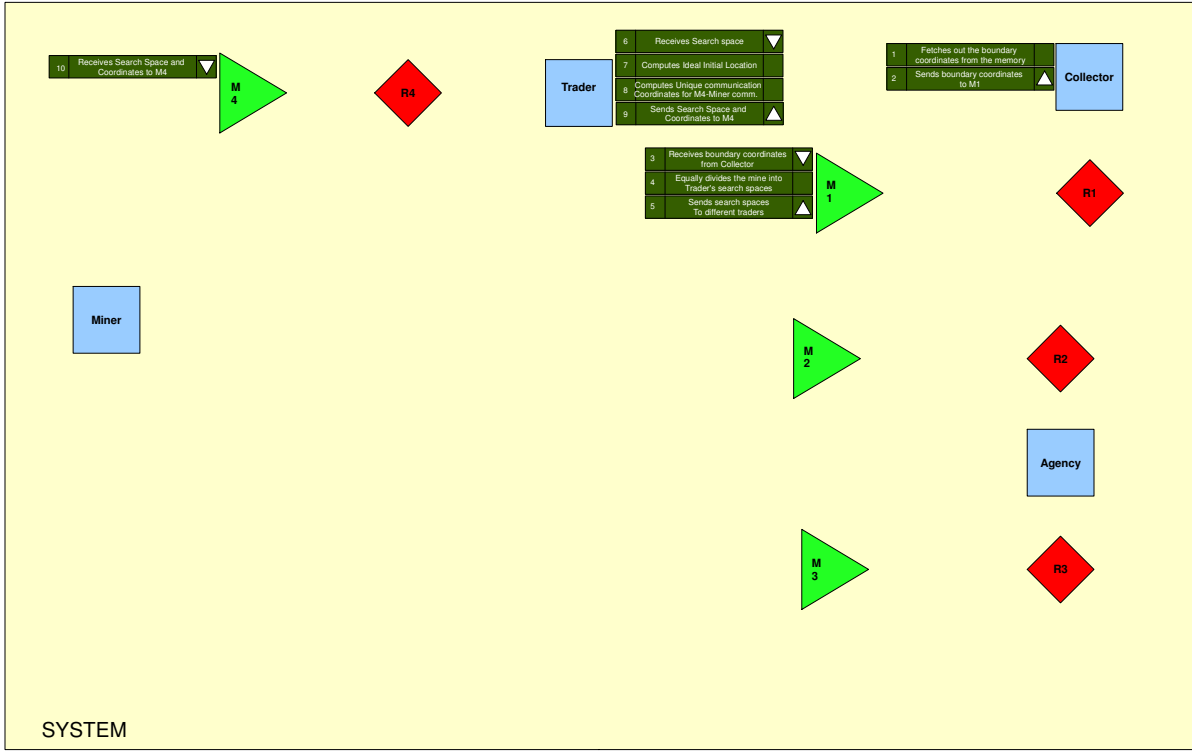 10
Receives Search Space and
Coordinates to M4
M
4
R4
Trader
6
Receives Search space
7
Computes Ideal Initial Location
8
Computes Unique communication
Coordinates for M4-Miner comm.
9
Sends Search Space and
Coordinates to M4
1
Fetches out the boundary
coordinates from the memory
2
Sends boundary coordinates
to M1
Collector
3
Receives boundary coordinates
from Collector
4
Equally divides the mine into
Trader's search spaces
5
Sends search spaces
To different traders
M
1
R1
Miner
M
2
R2
Agency
M
3
R3
SYSTEM